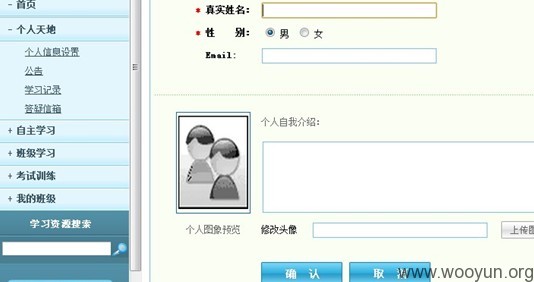 - 首页
- 个人天地
个人信息设置
公告
学习记录
答疑信箱
+ 自主学习
+ 班级学习
+ 考试训练
+ 我的班级
学习资源搜索
* 真实姓名:
* 性 别: 男 女
Email:
个人自我介绍:
个人图象预览
修改头像
上传图
确 认
取
www.wooyun.org